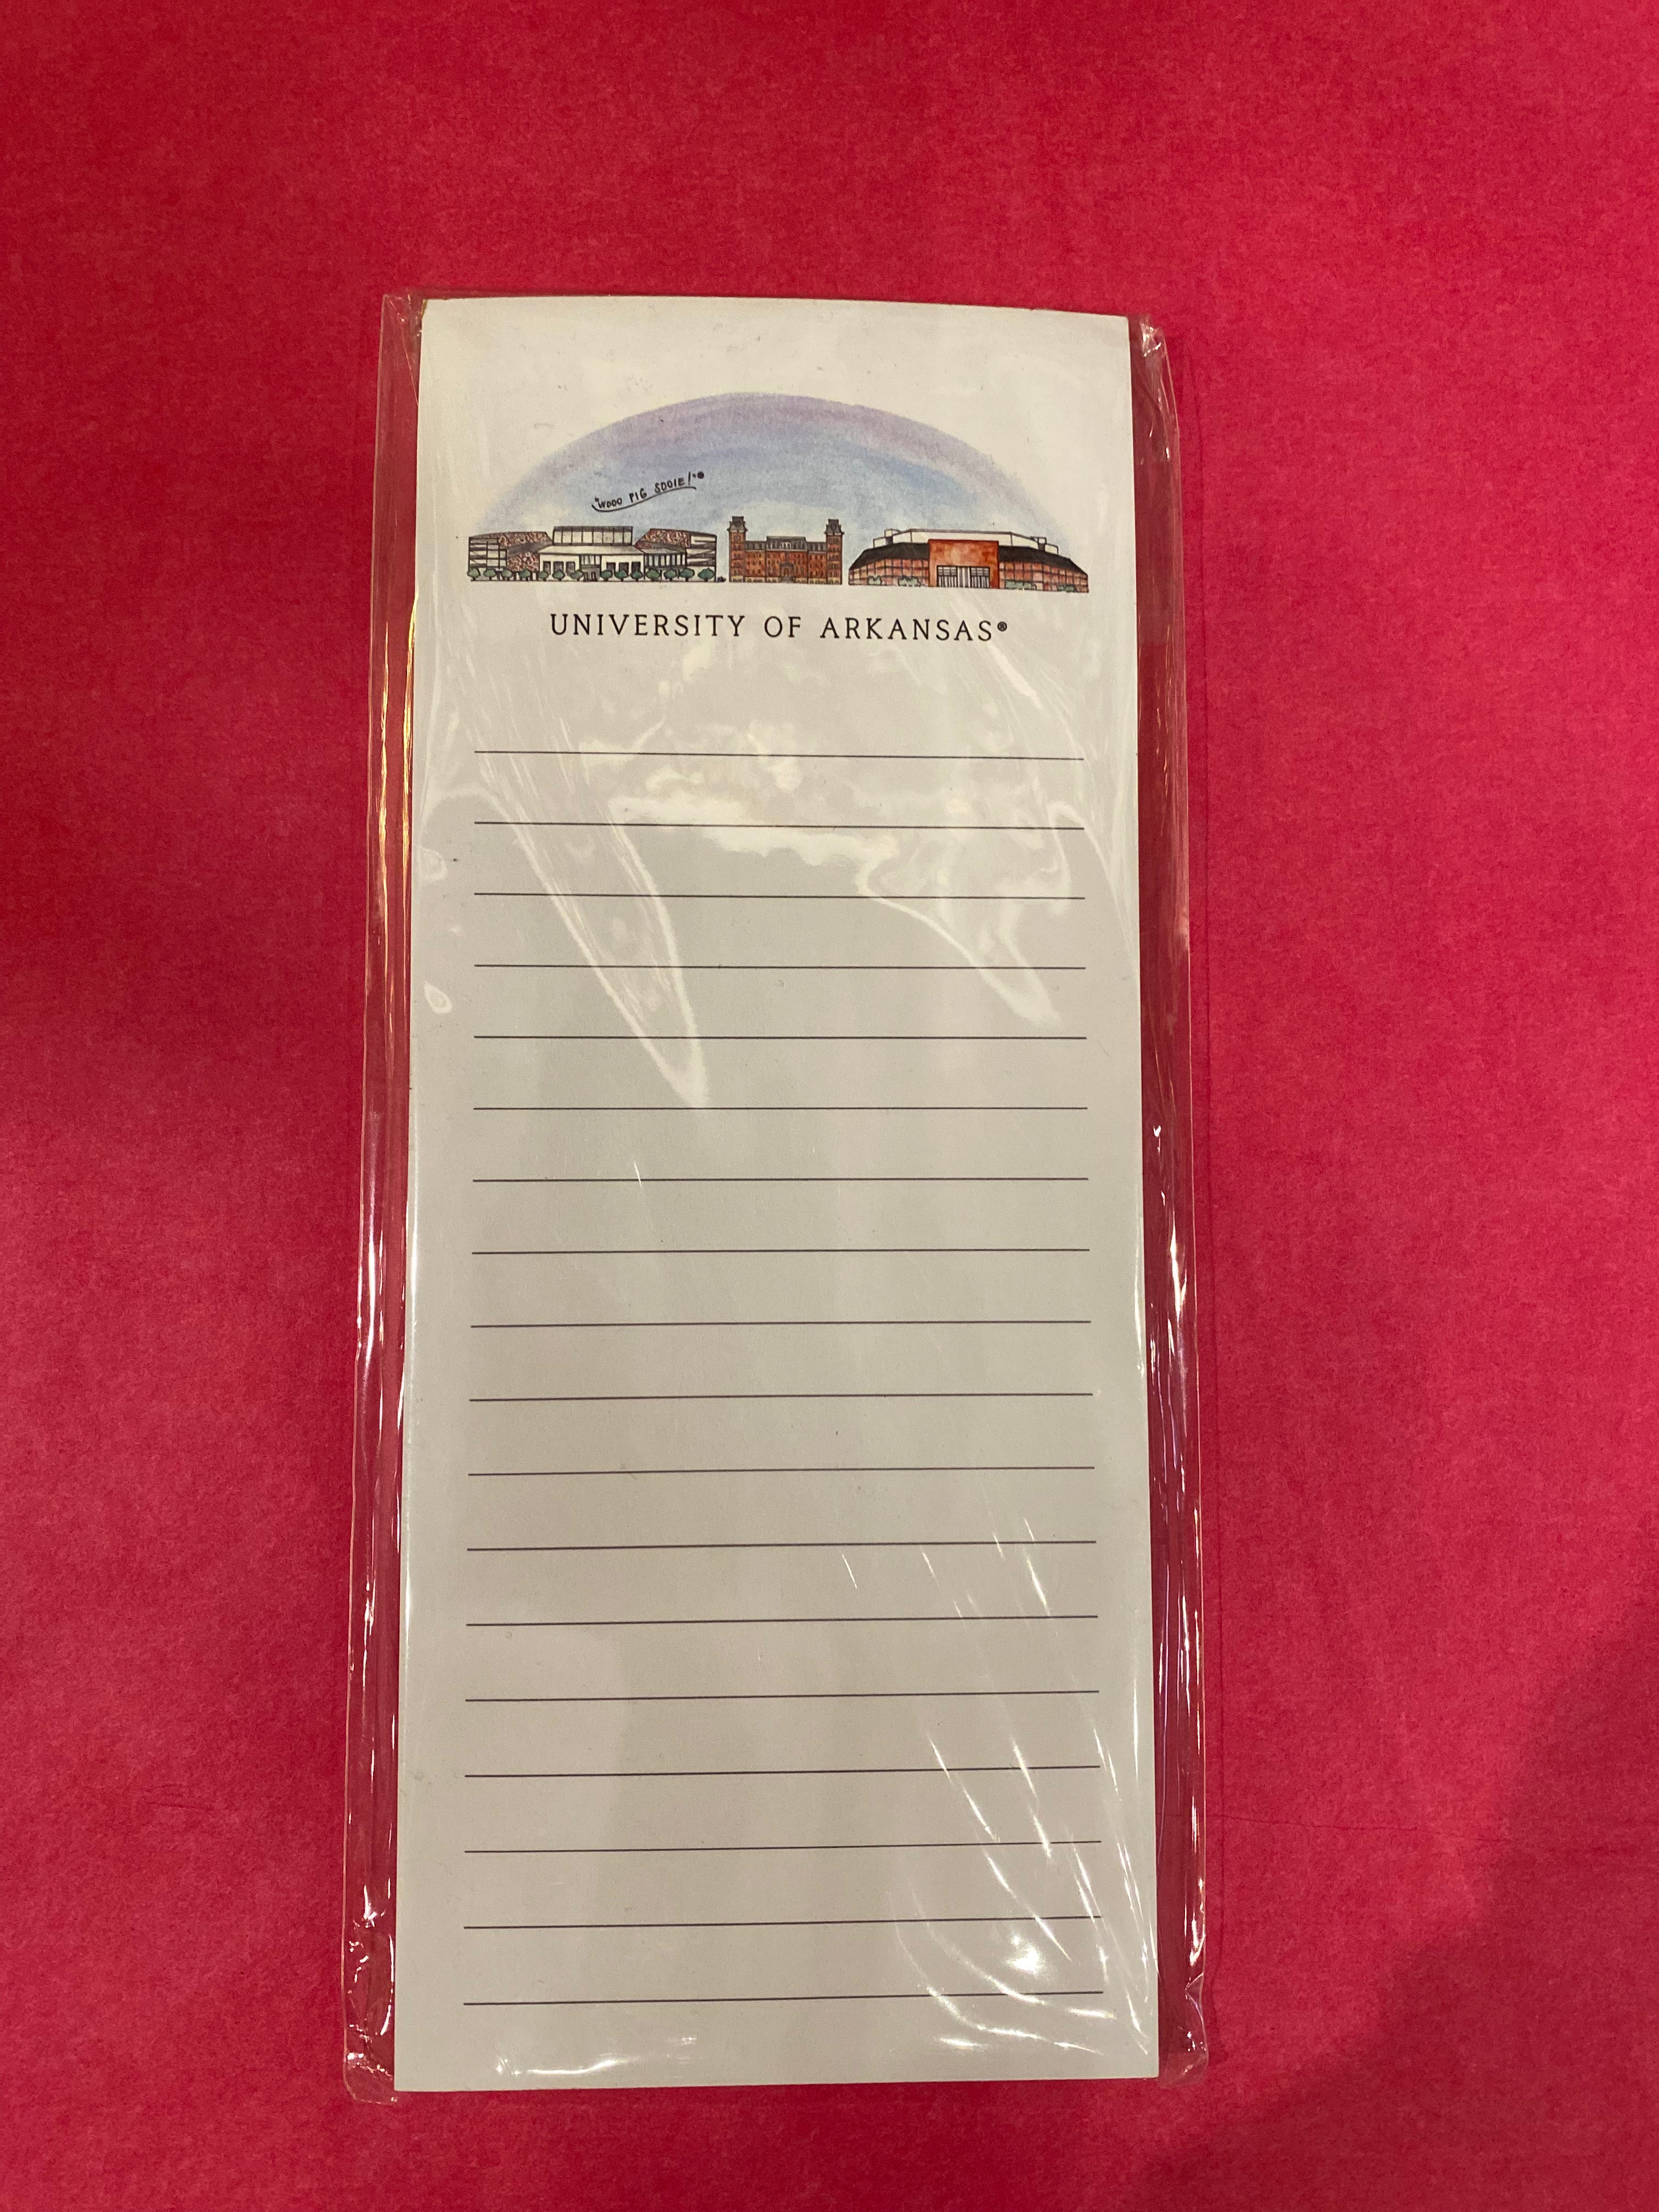 "WOOO PIG SOOIE!"®
UNIVERSITY OF ARKANSAS®